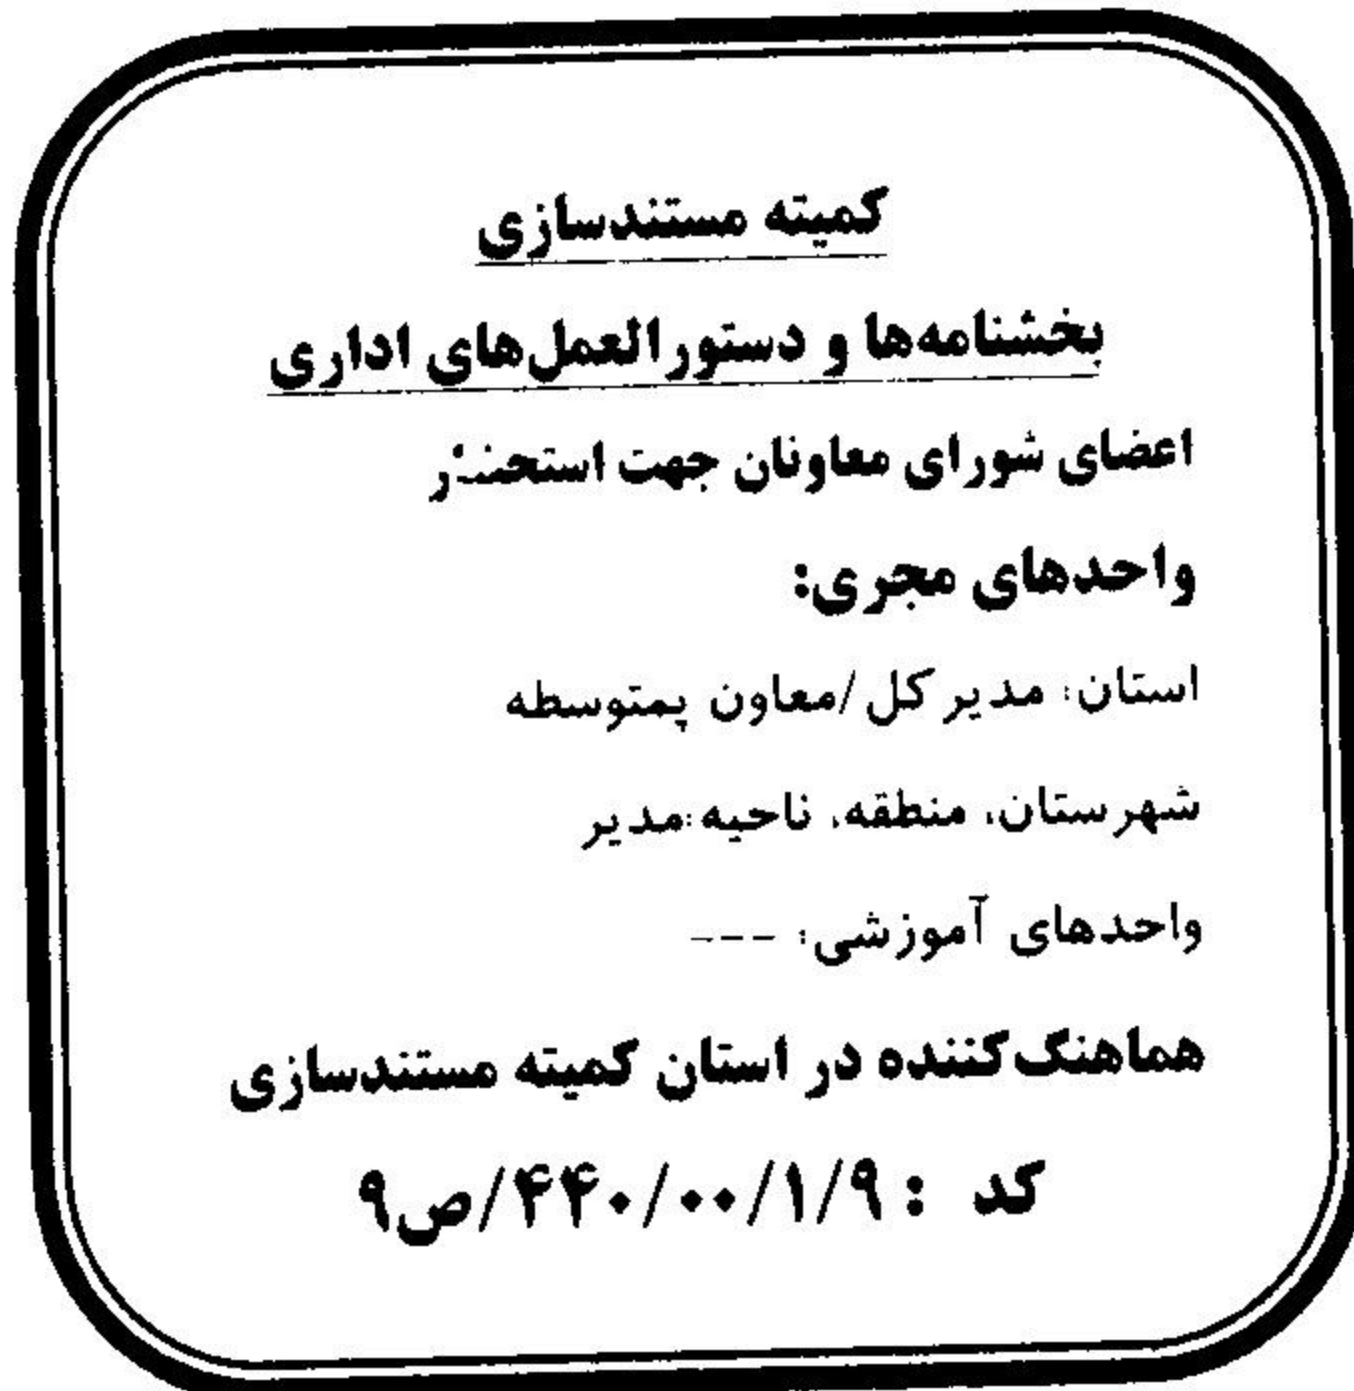 کمیته مستندسازی
بخشنامه‌ها و دستورالعمل‌های اداری
اعضای شورای معاونان جهت استحضار
واحدهای مجری:
استان: مدیر کل/معاون پمتوسطه
شهرستان، منطقه، ناحیه:مدیر
واحدهای آموزشی: ---
هماهنگ‌کننده در استان کمیته مستندسازی
کد : ۹/۱/۰۰/۴۴۰/ص۹